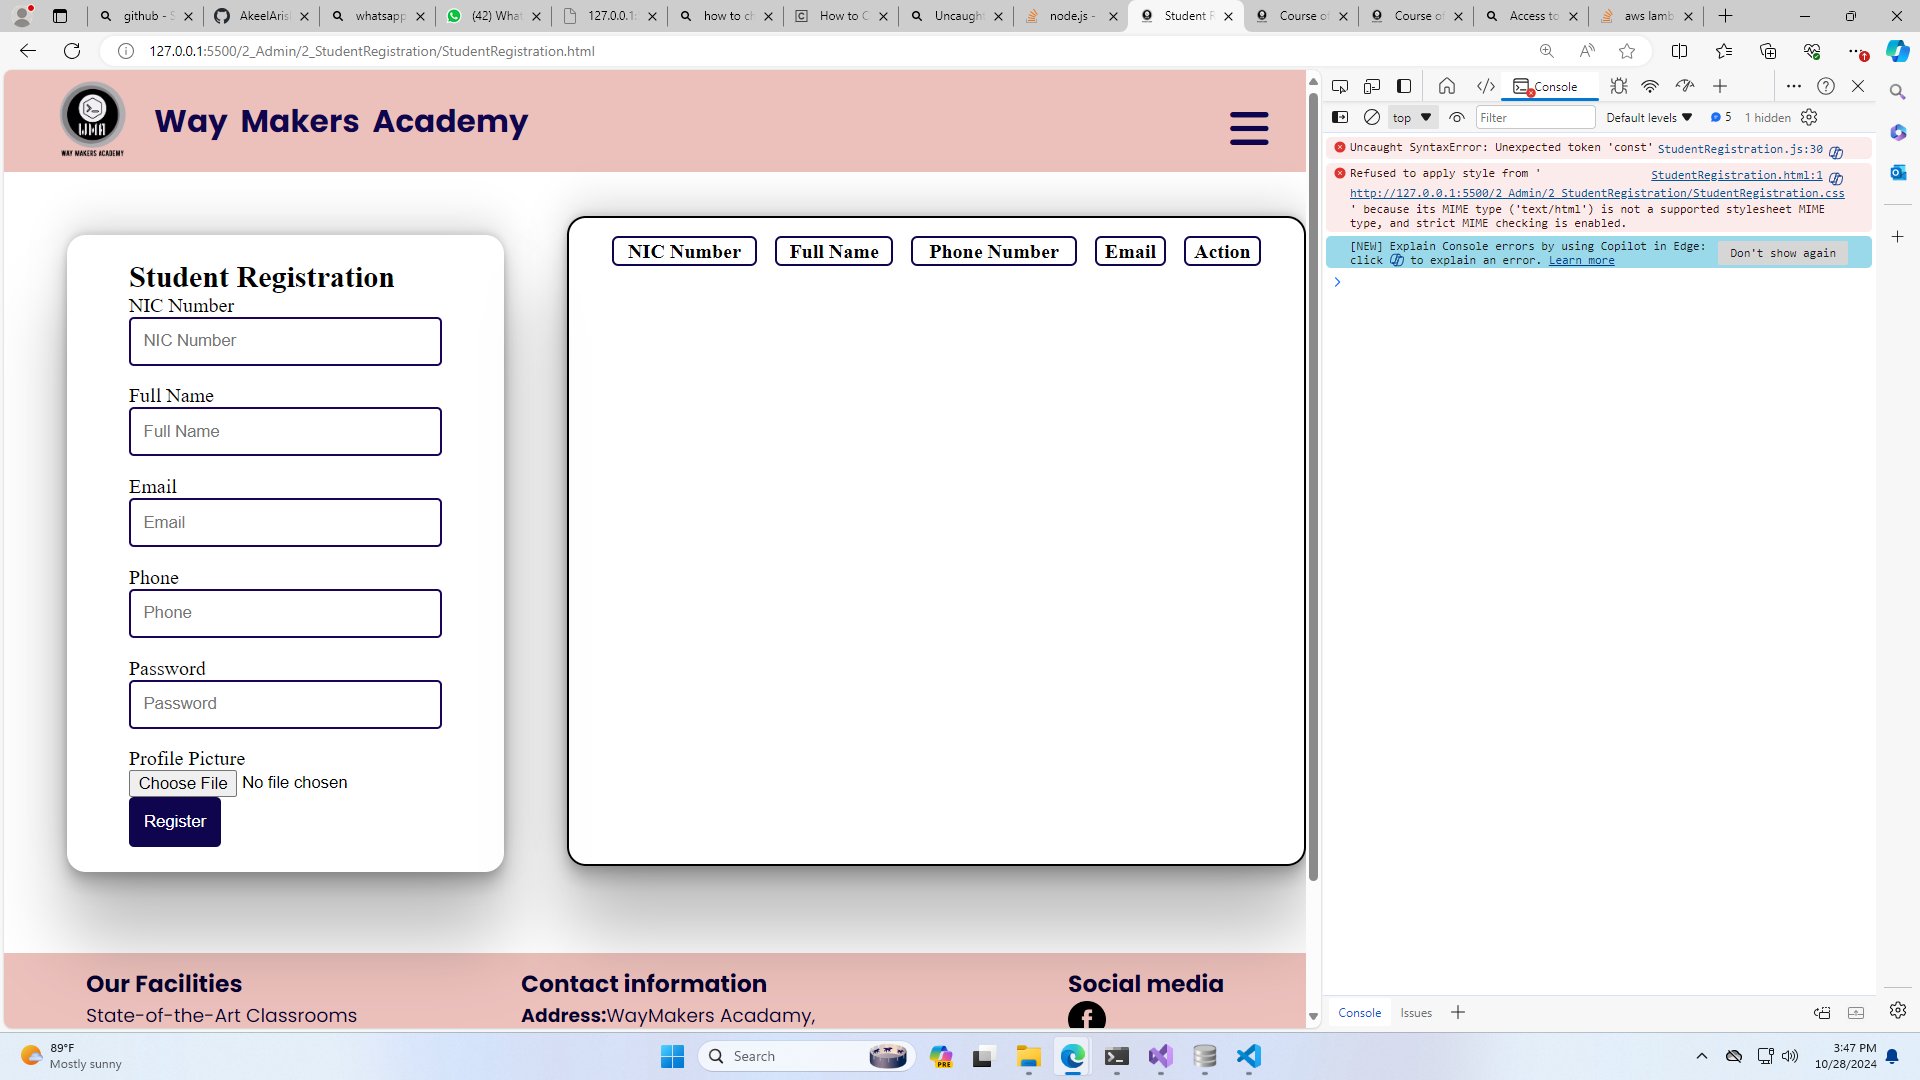 github - S
AkeelArish
whatsapp
(42) What
127.0.0.1:
how to ch
How to C
Uncaught
node.js -
Student R
Course of
Course of
Access to
aws lamb
127.0.0.1:5500/2_Admin/2_StudentRegistration/StudentRegistration.html
WMA
WAY MAKERS ACADEMY
Way Makers Academy
Console
top
Filter
Default levels
5
1 hidden
Uncaught SyntaxError: Unexpected token 'const' StudentRegistration.js:30
Refused to apply style from ' StudentRegistration.html:1
http://127.0.0.1:5500/2_Admin/2_StudentRegistration/StudentRegistration.css
' because its MIME type ('text/html') is not a supported stylesheet MIME
type, and strict MIME checking is enabled.
[NEW] Explain Console errors by using Copilot in Edge:
click to explain an error. Learn more
Don't show again
Student Registration
NIC Number
NIC Number
Full Name
Full Name
Email
Email
Phone
Phone
Password
Password
Profile Picture
Choose File No file chosen
Register
NIC Number Full Name Phone Number Email Action
Our Facilities
State-of-the-Art Classrooms
Contact information
Address:WayMakers Acadamy,
Social media
Console
Issues
89°F
Mostly sunny
Search
PRE
3:47 PM
10/28/2024